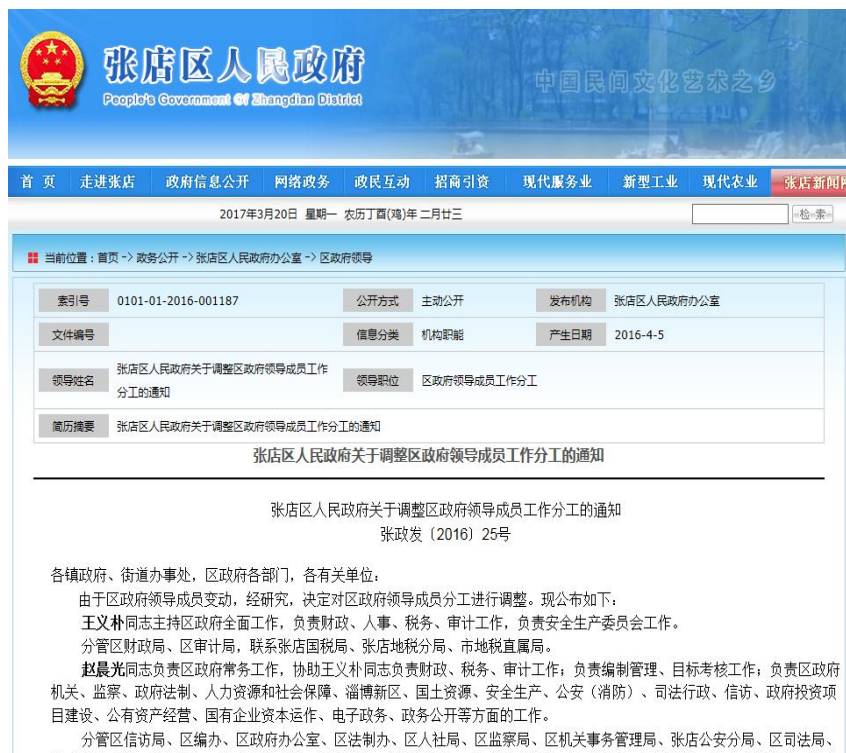 张店区人民政府
People's Government Of Zhangdian District
中国民间文化艺术之乡
首 页 走进张店 政府信息公开 网络政务 政民互动 招商引资 现代服务业 新型工业 现代农业 张店新闻网
2017年3月20日 星期一 农历丁酉(鸡)年 二月廿三
检 索
当前位置：首页 -> 政务公开 -> 张店区人民政府办公室 -> 区政府领导
索引号 0101-01-2016-001187 公开方式 主动公开 发布机构 张店区人民政府办公室
文件编号 信息分类 机构职能 产生日期 2016-4-5
领导姓名 张店区人民政府关于调整区政府领导成员工作分工的通知 领导职位 区政府领导成员工作分工
简历摘要 张店区人民政府关于调整区政府领导成员工作分工的通知
张店区人民政府关于调整区政府领导成员工作分工的通知
张店区人民政府关于调整区政府领导成员工作分工的通知
张政发〔2016〕25号
各镇政府、街道办事处，区政府各部门，各有关单位：
由于区政府领导成员变动，经研究，决定对区政府领导成员分工进行调整。现公布如下：
王义朴同志主持区政府全面工作，负责财政、人事、税务、审计工作，负责安全生产委员会工作。
分管区财政局、区审计局，联系张店国税局、张店地税分局、市地税直属局。
赵晨光同志负责区政府常务工作，协助王义朴同志负责财政、税务、审计工作；负责编制管理、目标考核工作；负责区政府
机关、监察、政府法制、人力资源和社会保障、淄博新区、国土资源、安全生产、公安（消防）、司法行政、信访、政府投资项
目建设、公有资产经营、国有企业资本运作、电子政务、政务公开等方面的工作。
分管区信访局、区编办、区政府办公室、区法制办、区人社局、区监察局、区机关事务管理局、张店公安分局、区司法局、